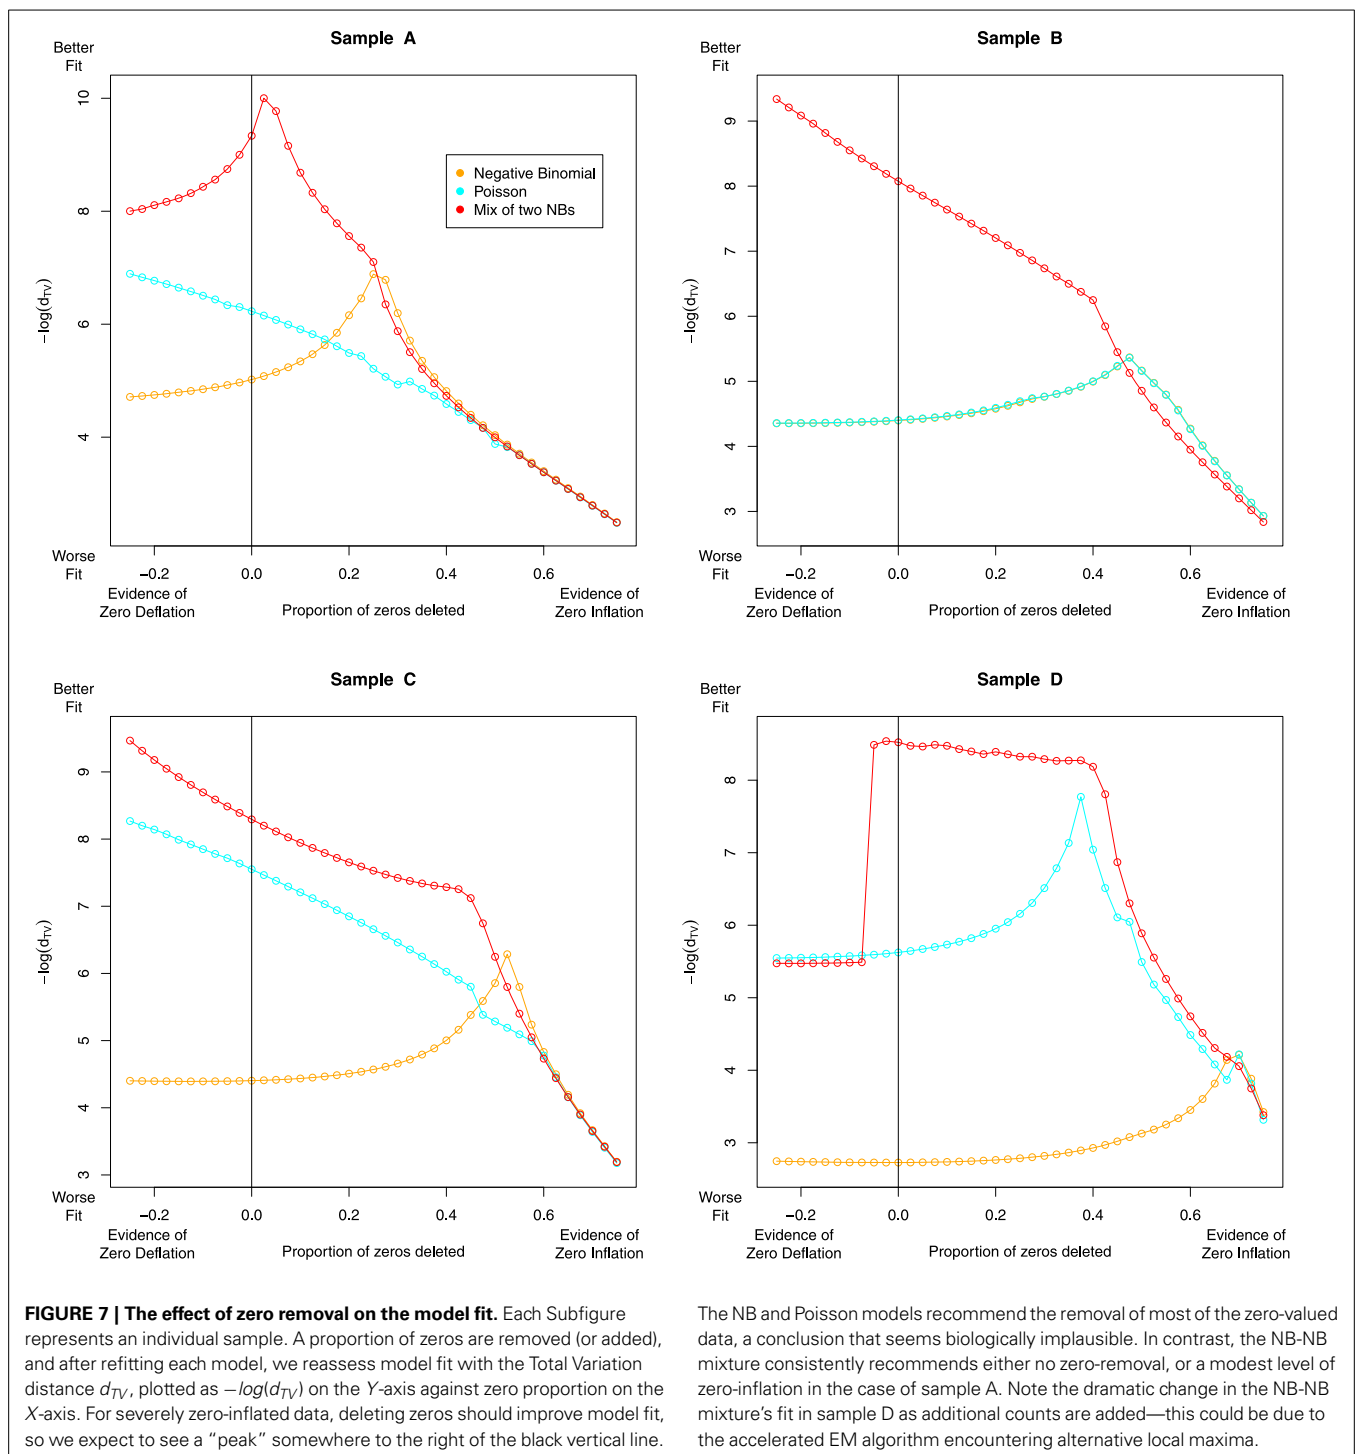 Sample A
Better
Fit
10
8
6
4
−log(d_TV)
Negative Binomial
Poisson
Mix of two NBs
Worse
Fit
−0.2 0.0 0.2 0.4 0.6
Evidence of
Zero Deflation
Proportion of zeros deleted
Evidence of
Zero Inflation
Sample B
Better
Fit
9
8
7
6
5
4
3
−log(d_TV)
Worse
Fit
−0.2 0.0 0.2 0.4 0.6
Evidence of
Zero Deflation
Proportion of zeros deleted
Evidence of
Zero Inflation
Sample C
Better
Fit
9
8
7
6
5
4
3
−log(d_TV)
Worse
Fit
−0.2 0.0 0.2 0.4 0.6
Evidence of
Zero Deflation
Proportion of zeros deleted
Evidence of
Zero Inflation
Sample D
Better
Fit
8
7
6
5
4
3
−log(d_TV)
Worse
Fit
−0.2 0.0 0.2 0.4 0.6
Evidence of
Zero Deflation
Proportion of zeros deleted
Evidence of
Zero Inflation
FIGURE 7 | The effect of zero removal on the model fit. Each Subfigure
represents an individual sample. A proportion of zeros are removed (or added),
and after refitting each model, we reassess model fit with the Total Variation
distance d_TV, plotted as −log(d_TV) on the Y-axis against zero proportion on the
X-axis. For severely zero-inflated data, deleting zeros should improve model fit,
so we expect to see a “peak” somewhere to the right of the black vertical line.
The NB and Poisson models recommend the removal of most of the zero-valued
data, a conclusion that seems biologically implausible. In contrast, the NB-NB
mixture consistently recommends either no zero-removal, or a modest level of
zero-inflation in the case of sample A. Note the dramatic change in the NB-NB
mixture’s fit in sample D as additional counts are added—this could be due to
the accelerated EM algorithm encountering alternative local maxima.